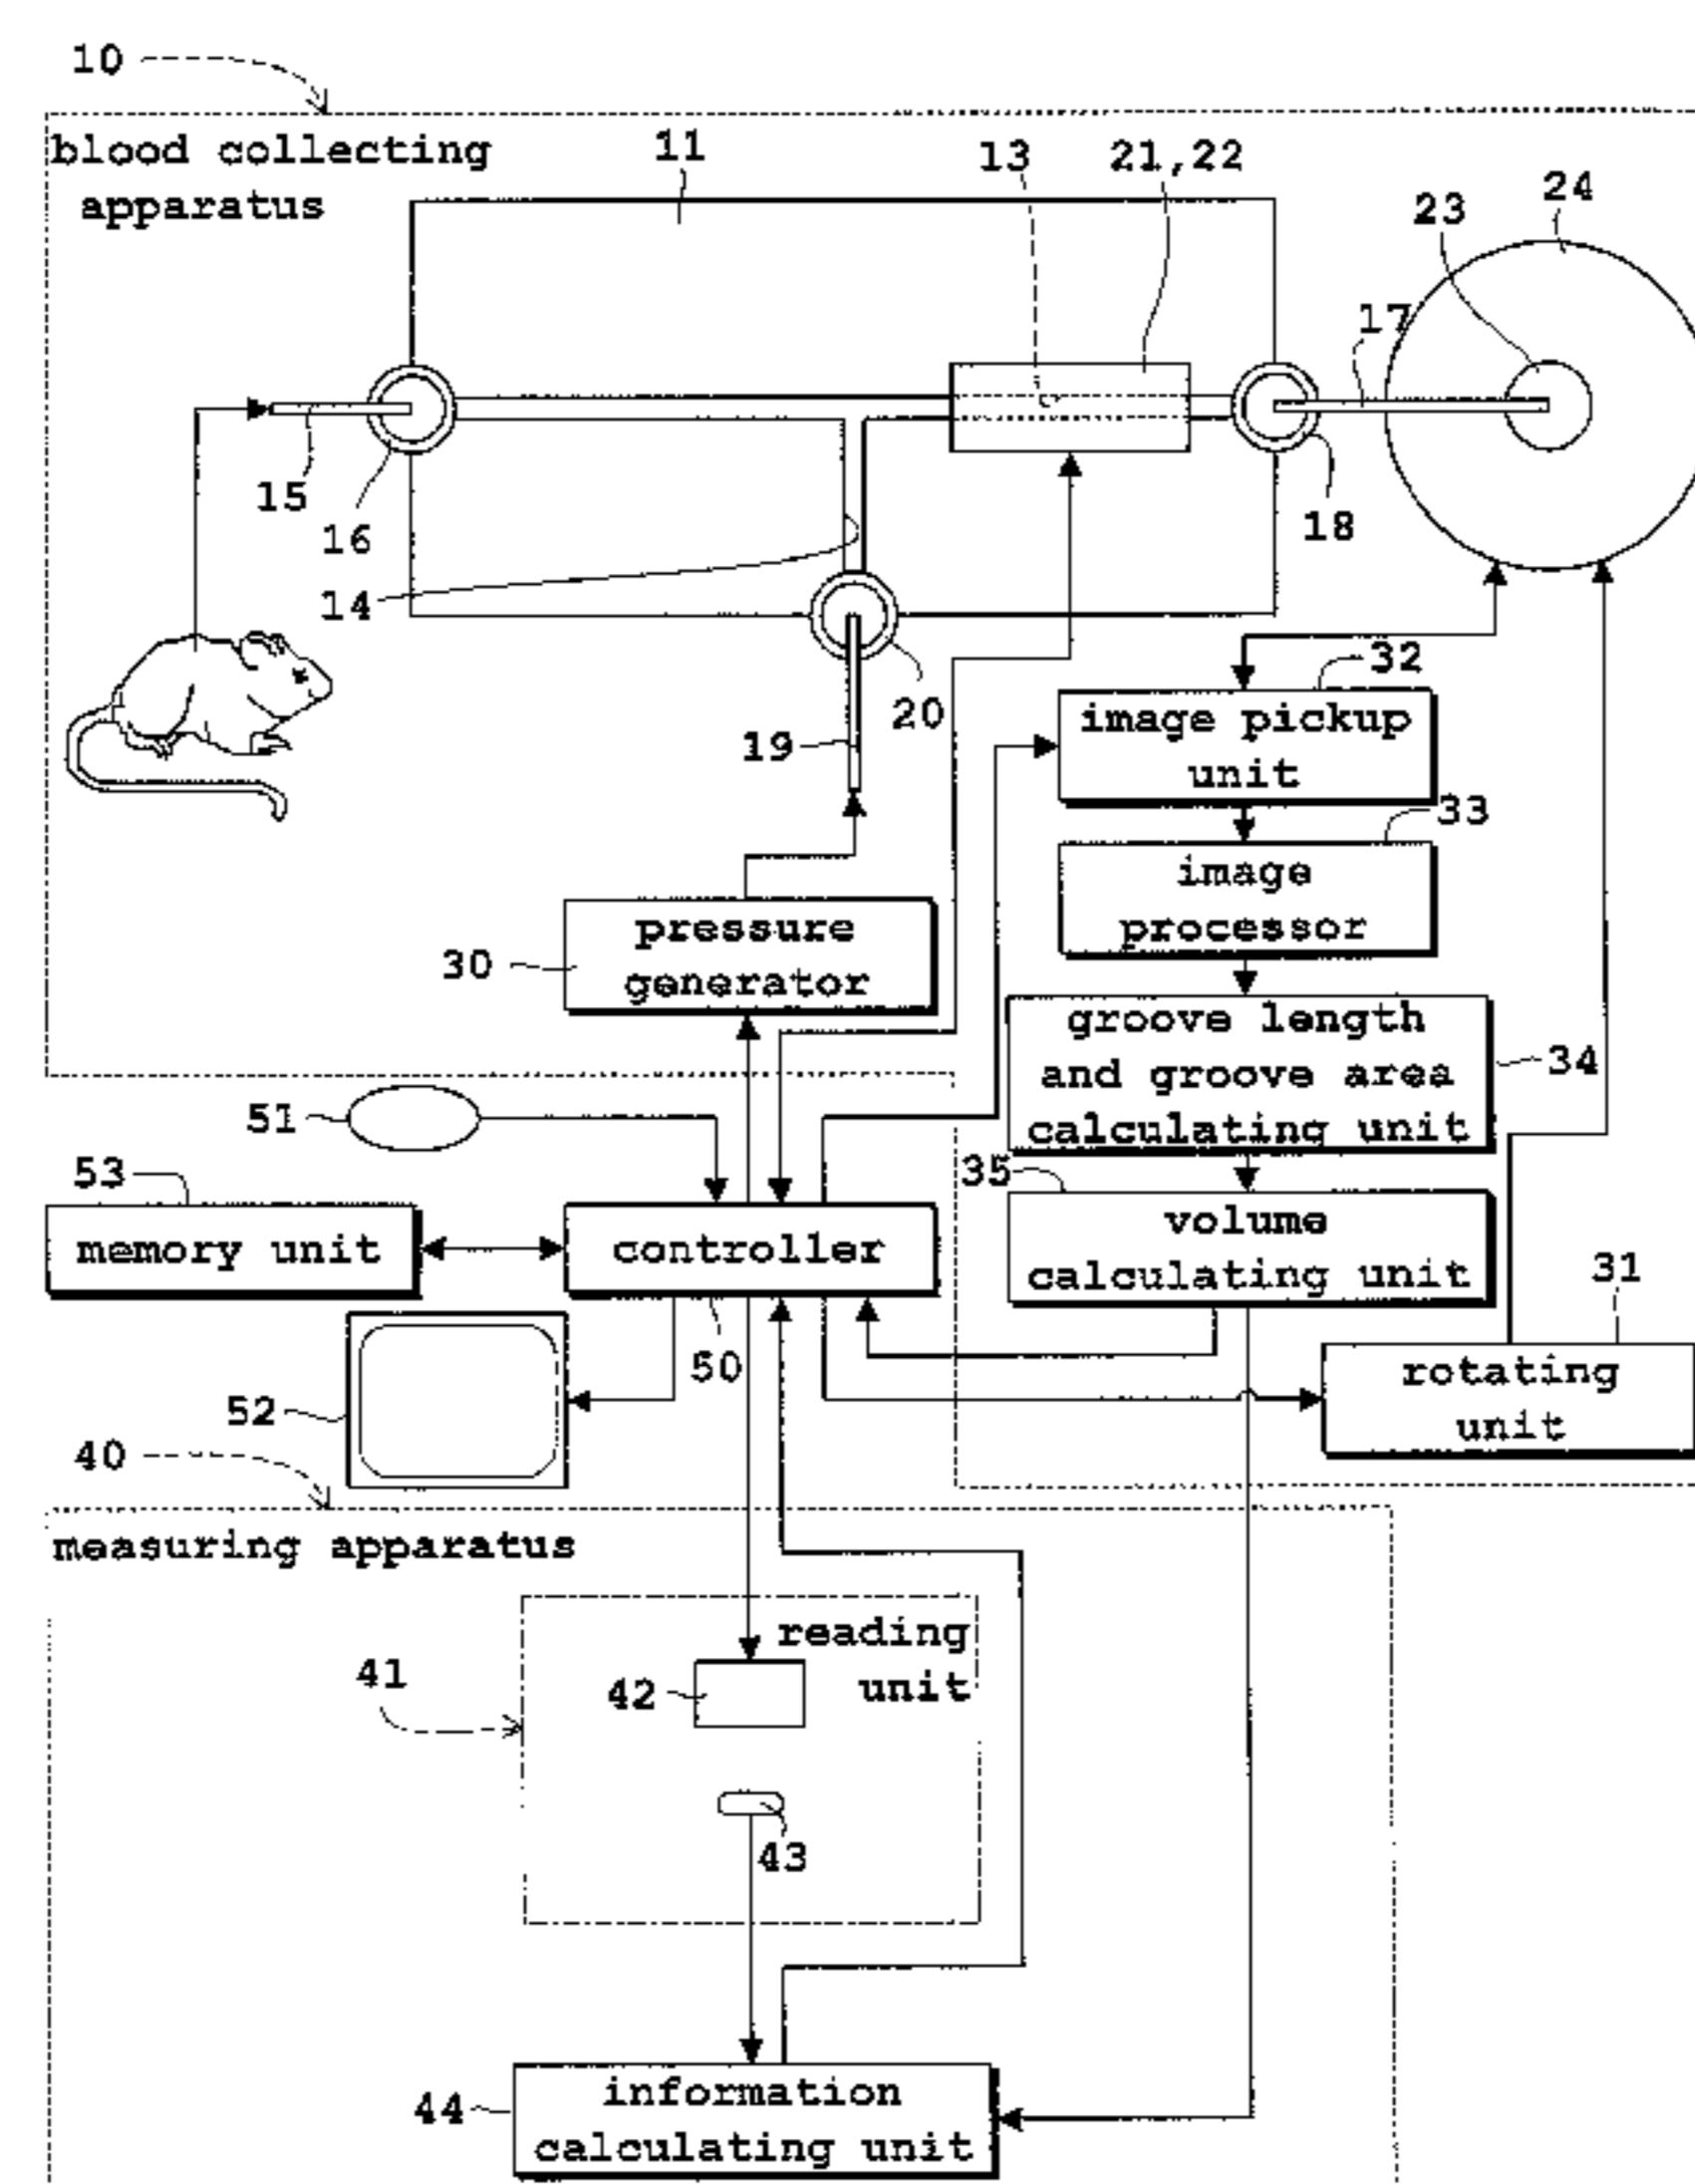 10
blood collecting
apparatus
11
13
21,22
23
24
17
15
16
18
14
20
19
32
image pickup
unit
33
image
processor
pressure
generator
30
groove length
and groove area
calculating unit
34
51
53
35
memory unit
controller
volume
calculating unit
31
50
rotating
unit
52
40
measuring apparatus
reading
unit
41
42
43
information
calculating unit
44